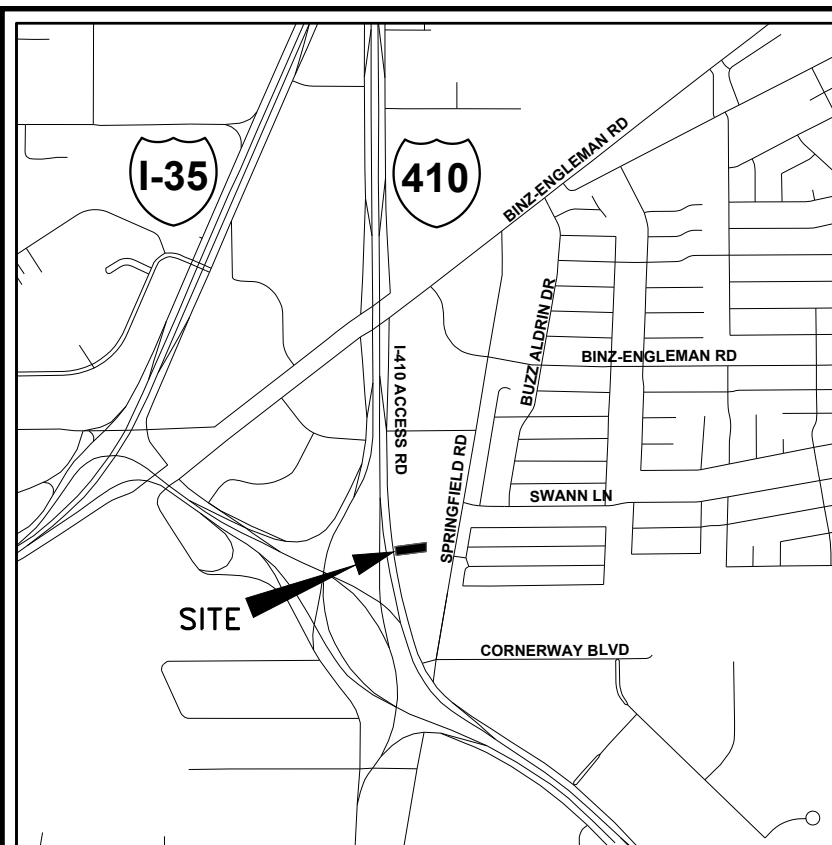 I-35
410
BINZ-ENGLEMAN RD
BUZZ ALDRIN DR
I-410 ACCESS RD
BINZ-ENGLEMAN RD
SPRINGFIELD RD
SWANN LN
SITE
CORNERWAY BLVD